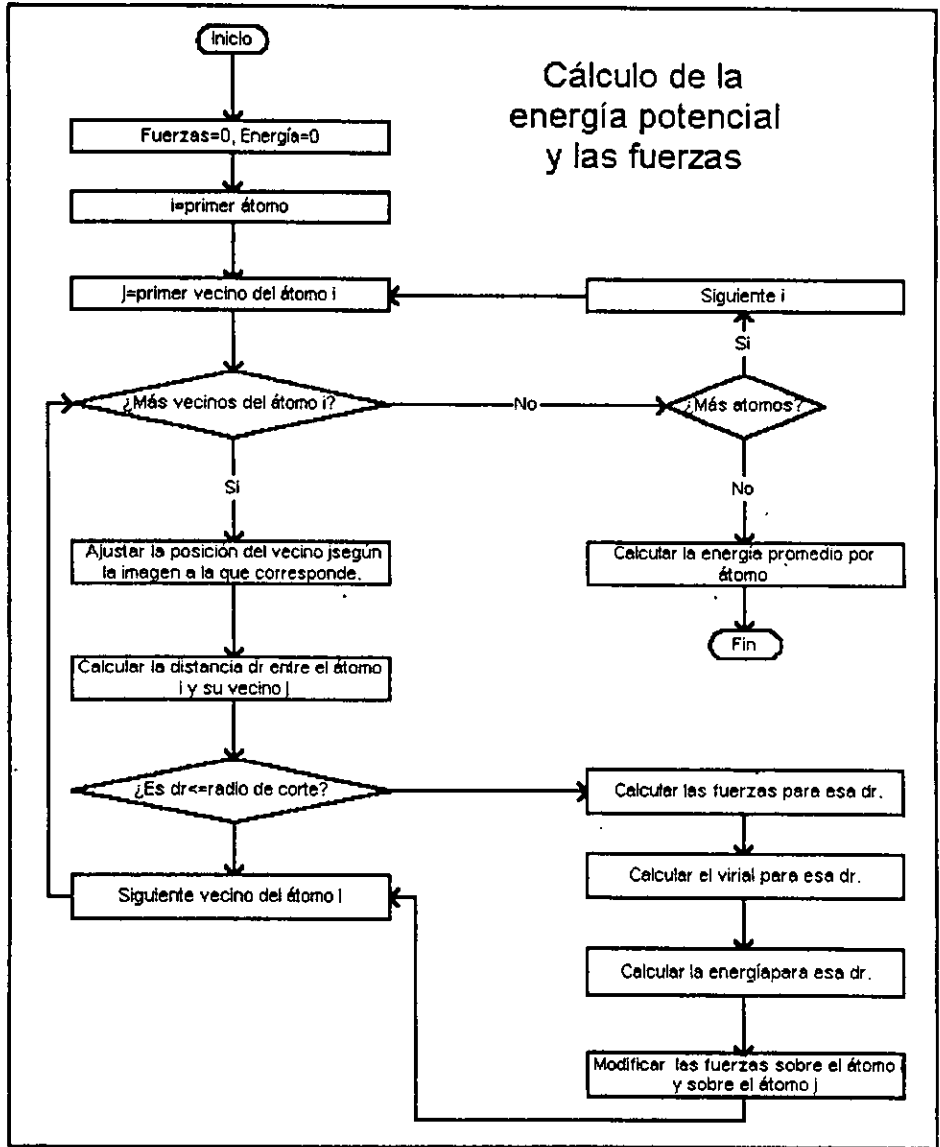 Inicio
Cálculo de la
energía potencial
y las fuerzas
Fuerzas=0, Energía=0
i=primer átomo
j=primer vecino del átomo i
Siguiente i
Si
¿Más vecinos del átomo i?
No
¿Más atomos?
Si
No
Ajustar la posición del vecino jsegún
la imagen a la que corresponde.
Calcular la energía promedio por
átomo
Fin
Calcular la distancia dr entre el átomo
i y su vecino j
¿Es dr<=radio de corte?
Calcular las fuerzas para esa dr.
Calcular el virial para esa dr.
Siguiente vecino del átomo i
Calcular la energíapara esa dr.
Modificar las fuerzas sobre el átomo i
y sobre el átomo j